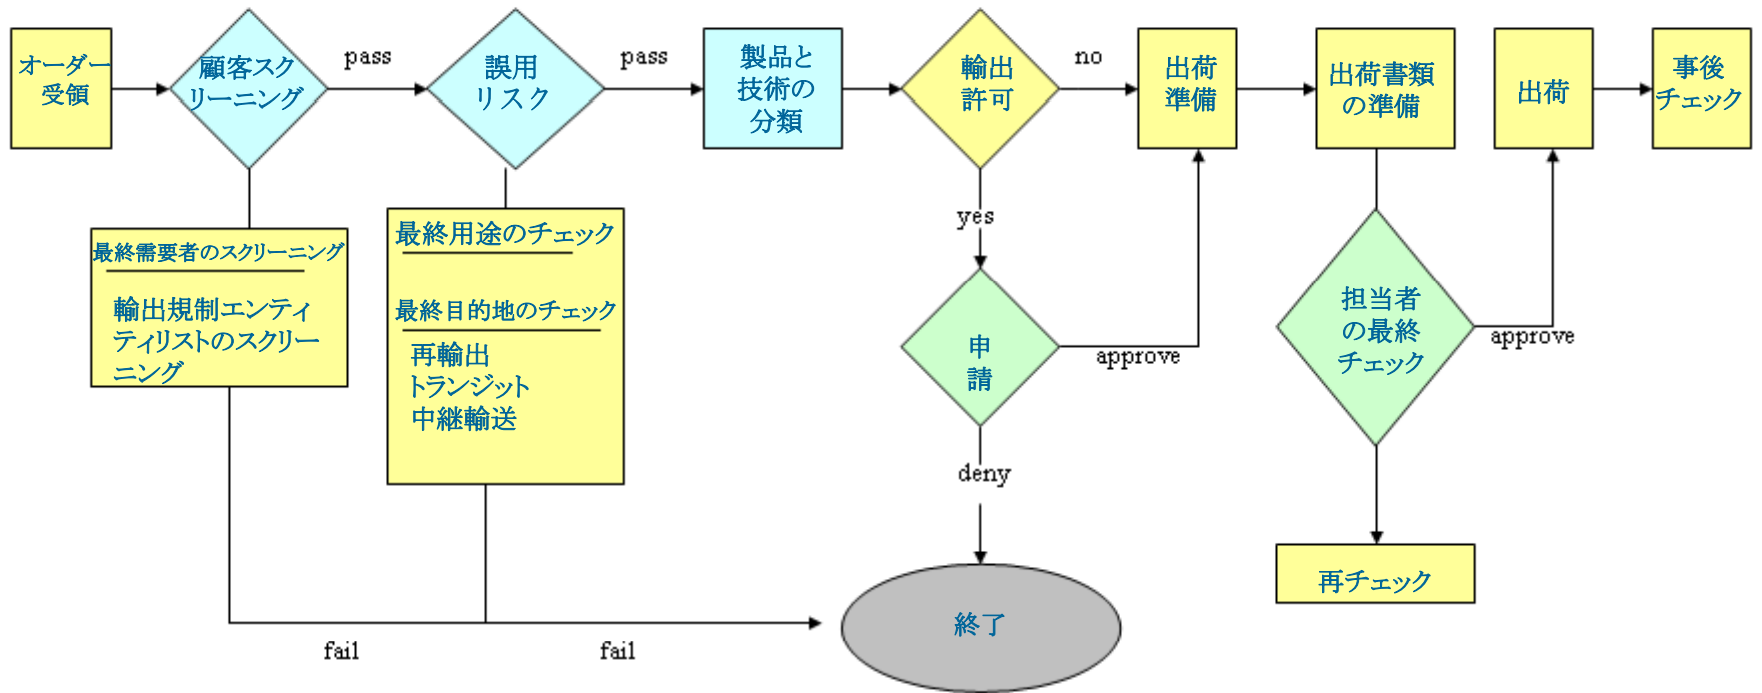 オーダー
受領
顧客スク
リーニング
pass
誤用
リスク
pass
製品と
技術の
分類
輸出
許可
no
出荷
準備
出荷書類
の準備
出荷
事後
チェック
最終需要者のスクリーニング
輸出規制エンティ
ティリストのスクリー
ニング
最終用途のチェック
最終目的地のチェック
再輸出
トランジット
中継輸送
yes
申
請
approve
deny
担当者
の最終
チェック
approve
再チェック
終了
fail
fail